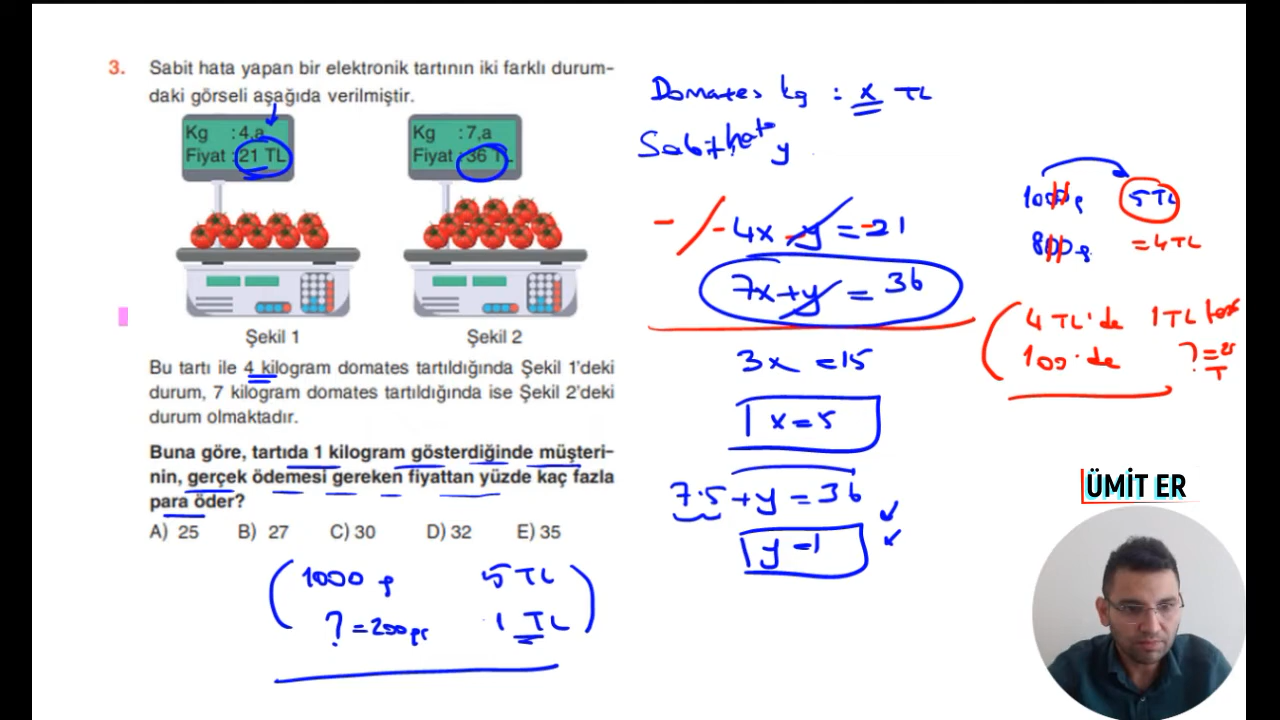 3. Sabit hata yapan bir elektronik tartının iki farklı durum-
daki görseli aşağıda verilmiştir.
Kg : 4,a
Fiyat : 21 TL
Kg : 7,a
Fiyat : 36 TL
Şekil 1
Şekil 2
Bu tartı ile 4 kilogram domates tartıldığında Şekil 1'deki
durum, 7 kilogram domates tartıldığında ise Şekil 2'deki
durum olmaktadır.
Buna göre, tartıda 1 kilogram gösterdiğinde müşteri-
nin, gerçek ödemesi gereken fiyattan yüzde kaç fazla
para öder?
A) 25 B) 27 C) 30 D) 32 E) 35
1000 g 5 TL
? = 200 gr 1 TL
Domates kg : x TL
Sabit hata y
-/ -4x - y = -21
7x + y = 36
3x = 15
x = 5
7.5 + y = 36
y = 1
1000 g 5 TL
800 g = 4 TL
4 TL'de 1 TL
100 de ? = 25
ÜMİT ER